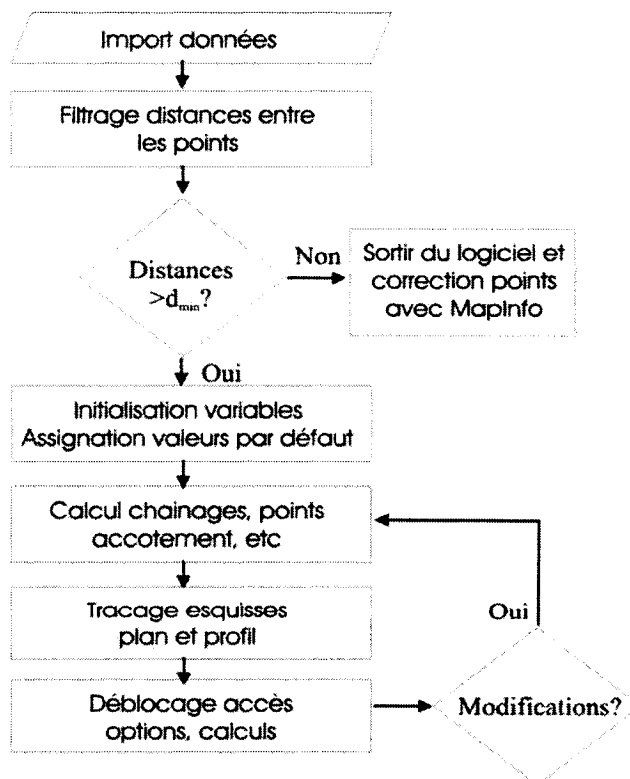 Import données
Filtrage distances entre
les points
Distances
>dmin?
Non
Sortir du logiciel et
correction points
avec MapInfo
Oui
Initialisation variables
Assignation valeurs par défaut
Calcul chainages, points
accotement, etc
Tracage esquisses
plan et profil
Oui
Déblocage accès
options, calculs
Modifications?